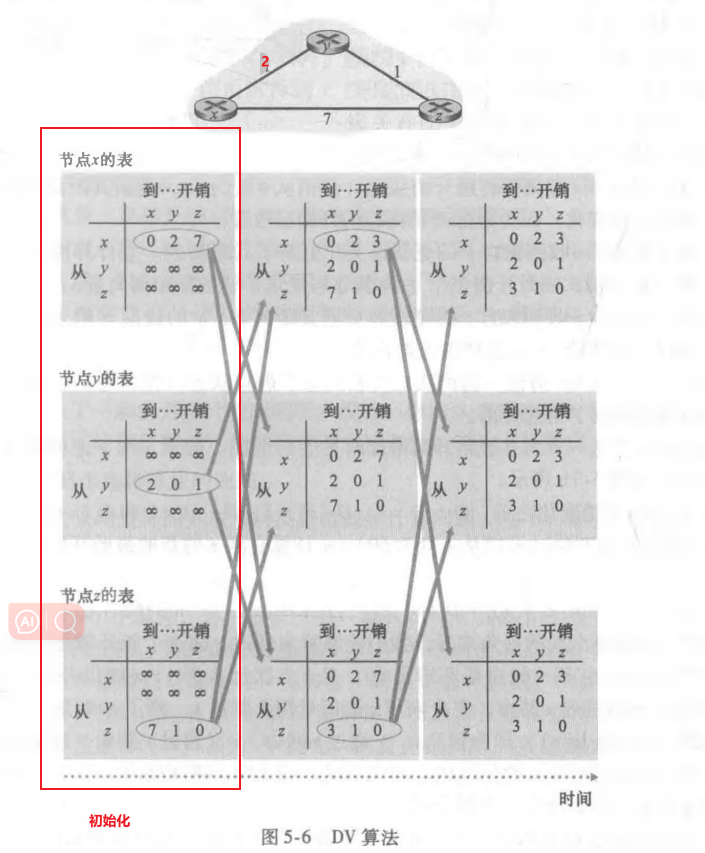 y
2
1
x
z
7
节点x的表
到…开销
x y z
x 0 2 7
从 y ∞ ∞ ∞
z ∞ ∞ ∞
到…开销
x y z
x 0 2 3
从 y 2 0 1
z 7 1 0
到…开销
x y z
x 0 2 3
从 y 2 0 1
z 3 1 0
节点y的表
到…开销
x y z
x ∞ ∞ ∞
从 y 2 0 1
z ∞ ∞ ∞
到…开销
x y z
x 0 2 7
从 y 2 0 1
z 7 1 0
到…开销
x y z
x 0 2 3
从 y 2 0 1
z 3 1 0
节点z的表
到…开销
x y z
x ∞ ∞ ∞
从 y ∞ ∞ ∞
z 7 1 0
到…开销
x y z
x 0 2 7
从 y 2 0 1
z 3 1 0
到…开销
x y z
x 0 2 3
从 y 2 0 1
z 3 1 0
AI
时间
初始化
图 5-6 DV 算法